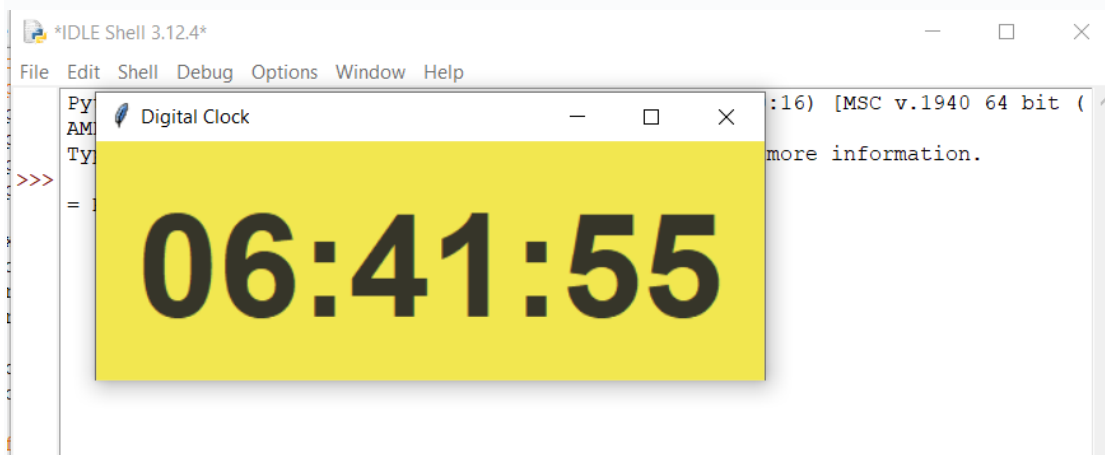 *IDLE Shell 3.12.4*
File Edit Shell Debug Options Window Help
:16) [MSC v.1940 64 bit (
Digital Clock
more information.
>>>
=
06:41:55